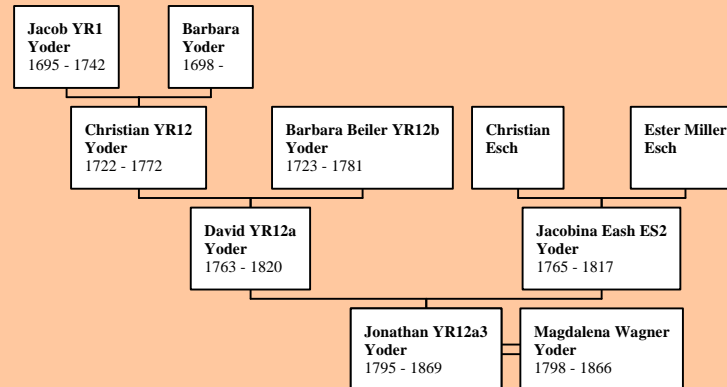 Jacob YR1
Yoder
1695 - 1742
Barbara
Yoder
1698 -
Christian YR12
Yoder
1722 - 1772
Barbara Beiler YR12b
Yoder
1723 - 1781
Christian
Esch
Ester Miller
Esch
David YR12a
Yoder
1763 - 1820
Jacobina Eash ES2
Yoder
1765 - 1817
Jonathan YR12a3
Yoder
1795 - 1869
Magdalena Wagner
Yoder
1798 - 1866